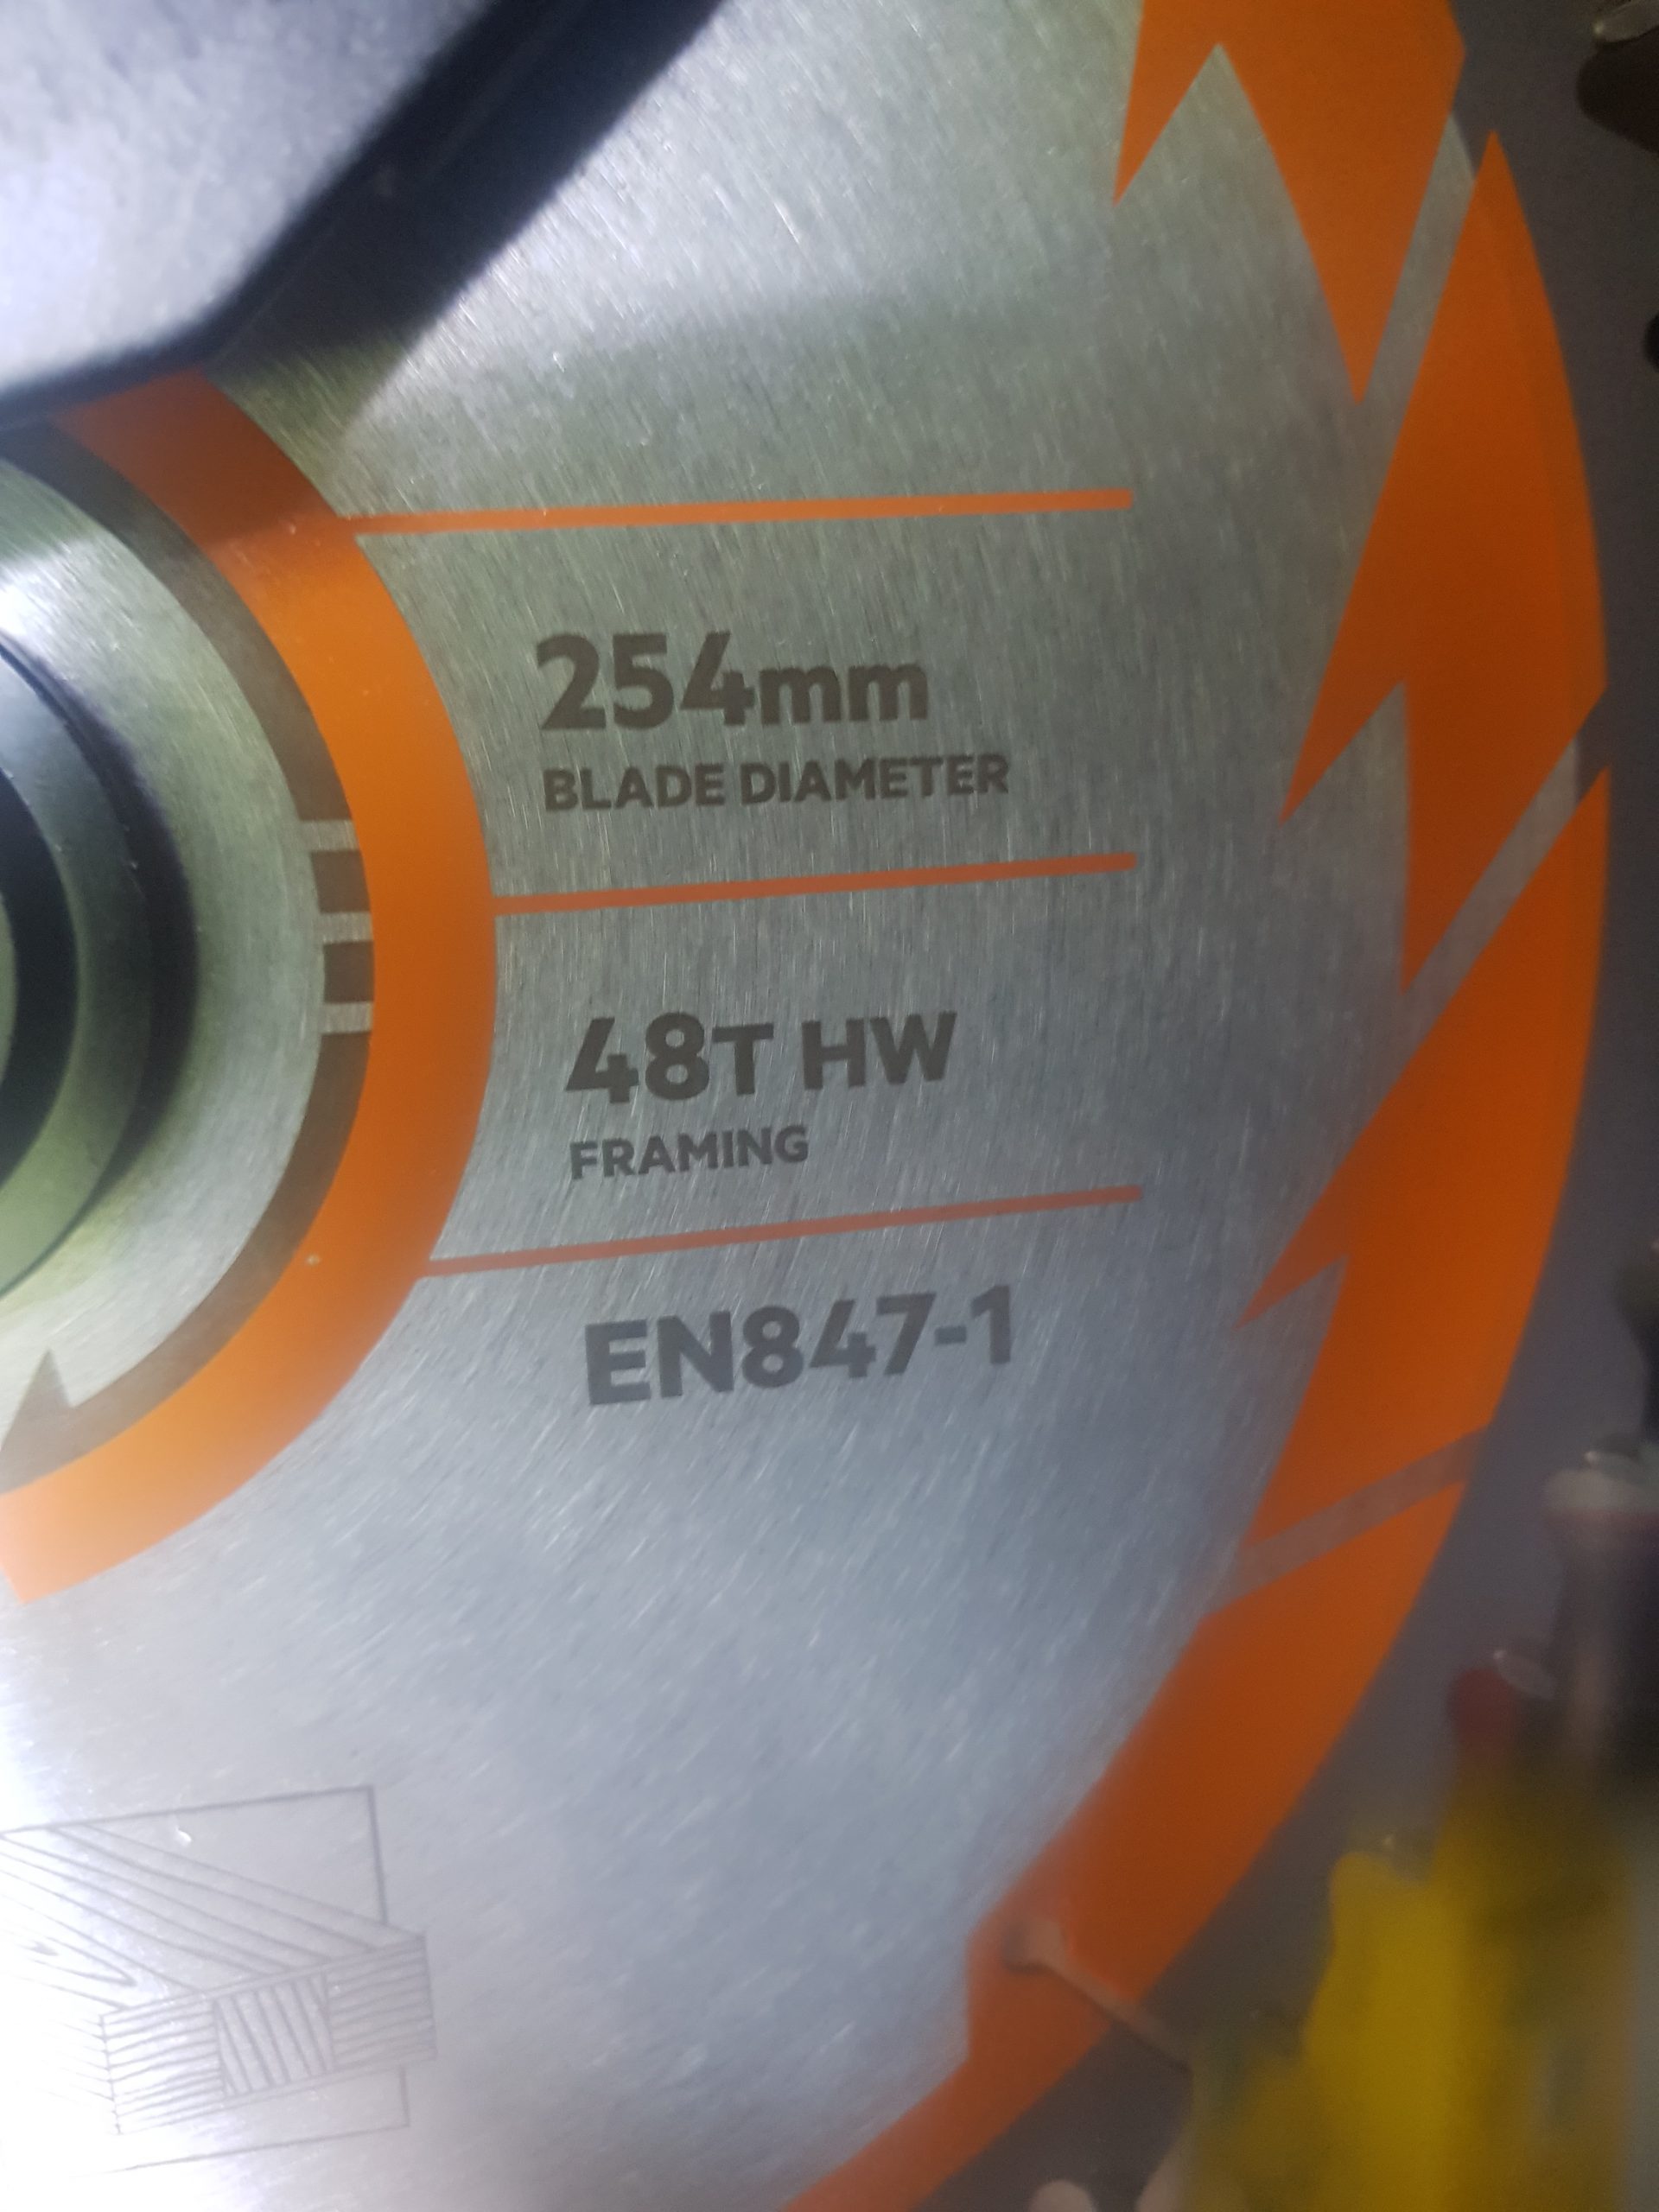 254mm
BLADE DIAMETER
48T HW
FRAMING
EN847-1